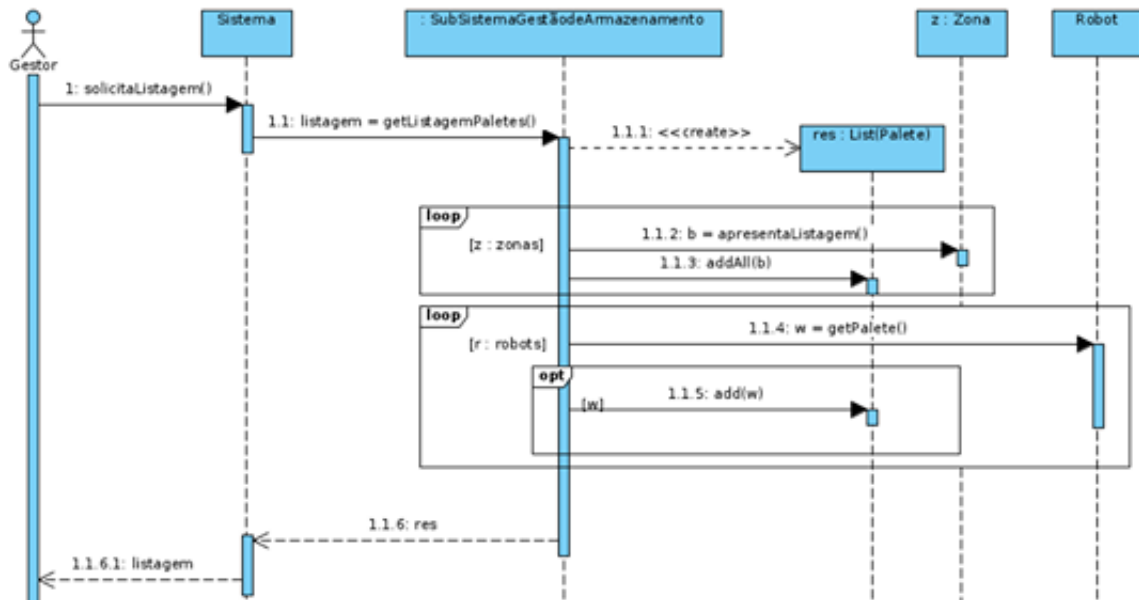 Sistema
: SubSistemaGestãodeArmazenamento
z : Zona
Robot
Gestor
1: solicitaListagem()
1.1: listagem = getListagemPaletes()
1.1.1: <<create>>
res : List(Palete)
loop
[z : zonas]
1.1.2: b = apresentaListagem()
1.1.3: addAll(b)
loop
[r : robots]
1.1.4: w = getPalete()
opt
[w]
1.1.5: add(w)
1.1.6: res
1.1.6.1: listagem